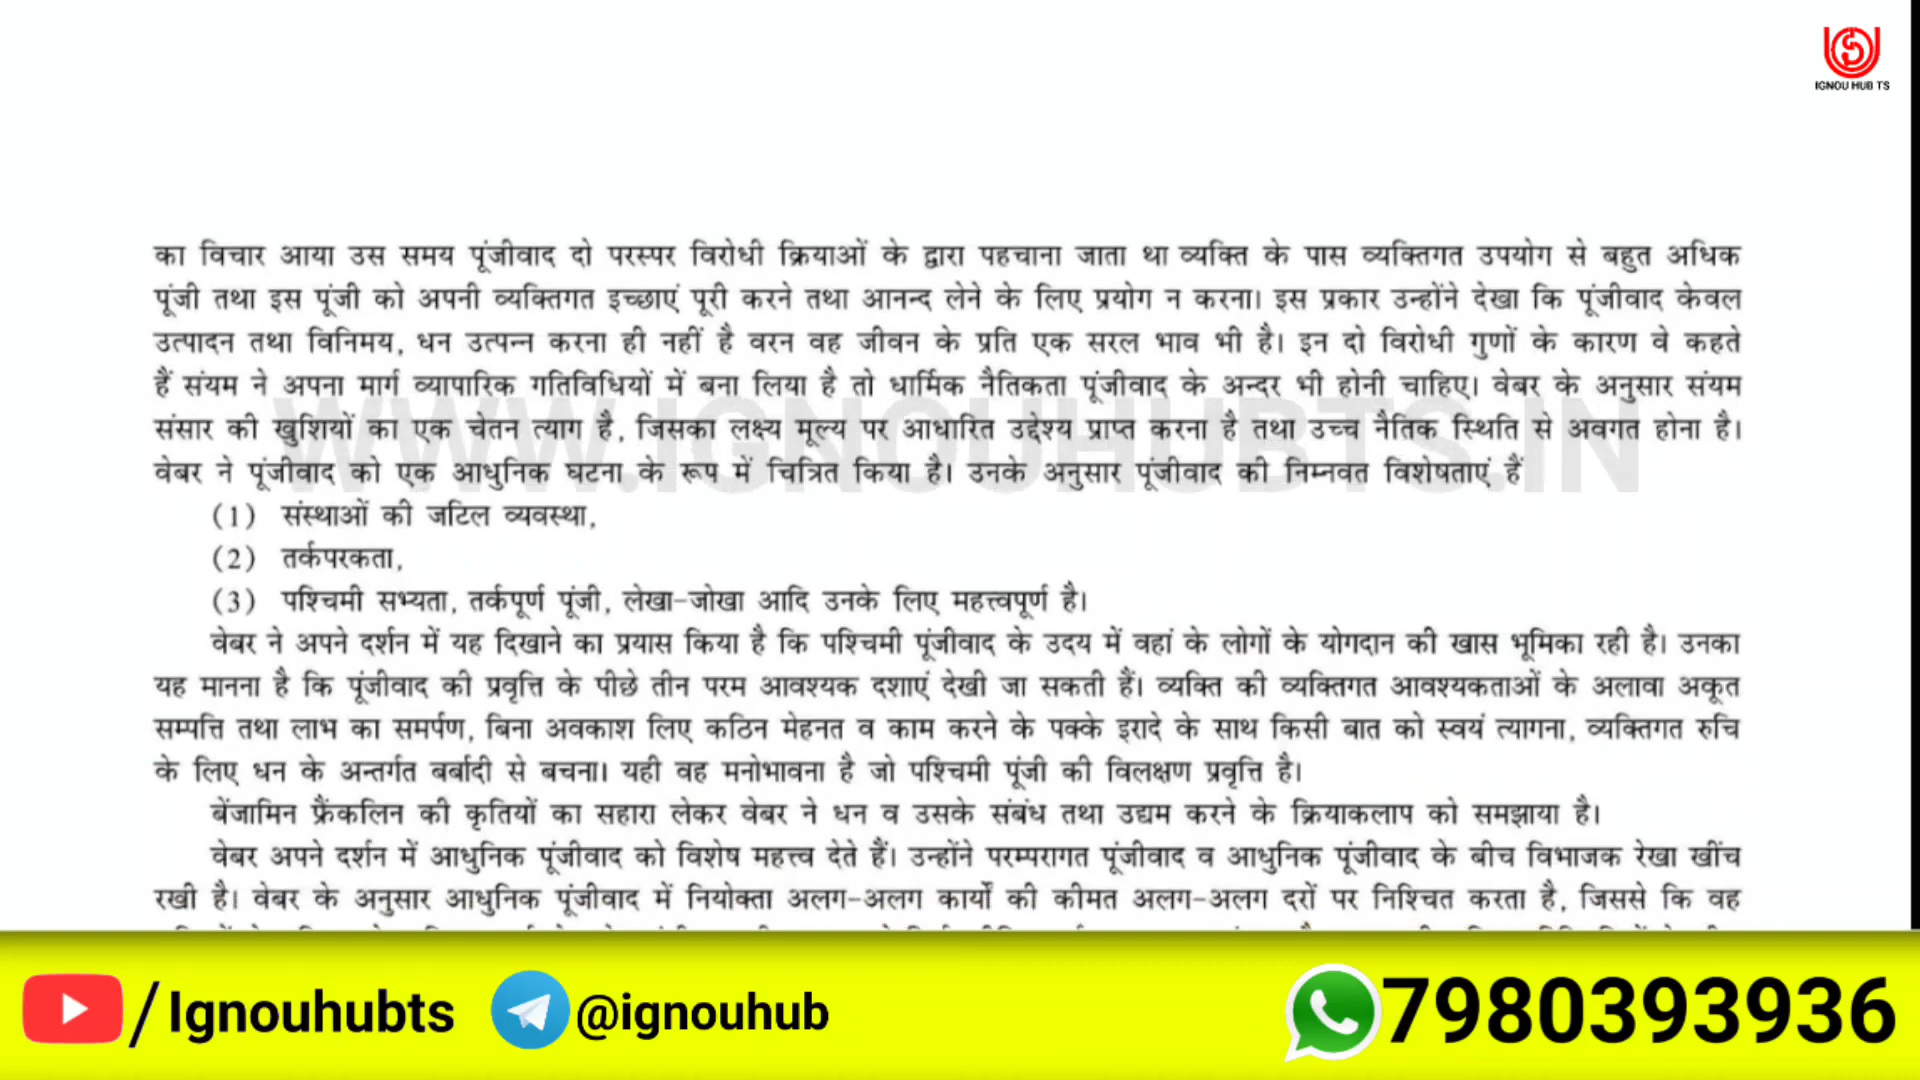 IGNOU HUB TS
का विचार आया उस समय पूंजीवाद दो परस्पर विरोधी क्रियाओं के द्वारा पहचाना जाता था व्यक्ति के पास व्यक्तिगत उपयोग से बहुत अधिक
पूंजी तथा इस पूंजी को अपनी व्यक्तिगत इच्छाएं पूरी करने तथा आनन्द लेने के लिए प्रयोग न करना। इस प्रकार उन्होंने देखा कि पूंजीवाद केवल
उत्पादन तथा विनिमय, धन उत्पन्न करना ही नहीं है वरन वह जीवन के प्रति एक सरल भाव भी है। इन दो विरोधी गुणों के कारण वे कहते
हैं संयम ने अपना मार्ग व्यापारिक गतिविधियों में बना लिया है तो धार्मिक नैतिकता पूंजीवाद के अन्दर भी होनी चाहिए। वेबर के अनुसार संयम
संसार की खुशियों का एक चेतन त्याग है, जिसका लक्ष्य मूल्य पर आधारित उद्देश्य प्राप्त करना है तथा उच्च नैतिक स्थिति से अवगत होना है।
WWW.IGNOUHUBTS.IN
वेबर ने पूंजीवाद को एक आधुनिक घटना के रूप में चित्रित किया है। उनके अनुसार पूंजीवाद की निम्नवत विशेषताएं हैं
(1) संस्थाओं की जटिल व्यवस्था,
(2) तर्कपरकता,
(3) पश्चिमी सभ्यता, तर्कपूर्ण पूंजी, लेखा-जोखा आदि उनके लिए महत्त्वपूर्ण है।
वेबर ने अपने दर्शन में यह दिखाने का प्रयास किया है कि पश्चिमी पूंजीवाद के उदय में वहां के लोगों के योगदान की खास भूमिका रही है। उनका
यह मानना है कि पूंजीवाद की प्रवृत्ति के पीछे तीन परम आवश्यक दशाएं देखी जा सकती हैं। व्यक्ति की व्यक्तिगत आवश्यकताओं के अलावा अकूत
सम्पत्ति तथा लाभ का समर्पण, बिना अवकाश लिए कठिन मेहनत व काम करने के पक्के इरादे के साथ किसी बात को स्वयं त्यागना, व्यक्तिगत रुचि
के लिए धन के अन्तर्गत बर्बादी से बचना। यही वह मनोभावना है जो पश्चिमी पूंजी की विलक्षण प्रवृत्ति है।
बेंजामिन फ्रैंकलिन की कृतियों का सहारा लेकर वेबर ने धन व उसके संबंध तथा उद्यम करने के क्रियाकलाप को समझाया है।
वेबर अपने दर्शन में आधुनिक पूंजीवाद को विशेष महत्त्व देते हैं। उन्होंने परम्परागत पूंजीवाद व आधुनिक पूंजीवाद के बीच विभाजक रेखा खींच
रखी है। वेबर के अनुसार आधुनिक पूंजीवाद में नियोक्ता अलग-अलग कार्यों की कीमत अलग-अलग दरों पर निश्चित करता है, जिससे कि वह
/Ignouhubts @ignouhub 7980393936